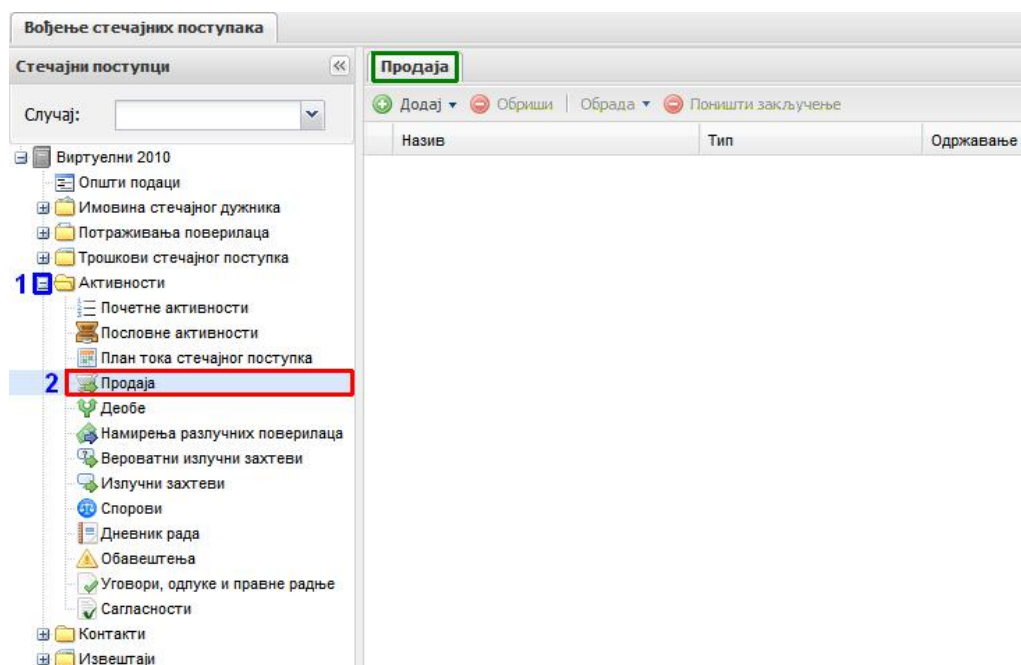 Вођење стечајних поступака
Стечајни поступци
Случај:
Виртуелни 2010
Општи подаци
Имовина стечајног дужника
Потраживања поверилаца
Трошкови стечајног поступка
1 Активности
Почетне активности
Пословне активности
План тока стечајног поступка
2 Продаја
Деобе
Намирења разлучних поверилаца
Вероватни излучни захтеви
Излучни захтеви
Спорови
Дневник рада
Обавештења
Уговори, одлуке и правне радње
Сагласности
Контакти
Извештаји
Продаја
Додај Обриши Обрада Поништи закључење
Назив Тип Одржавање